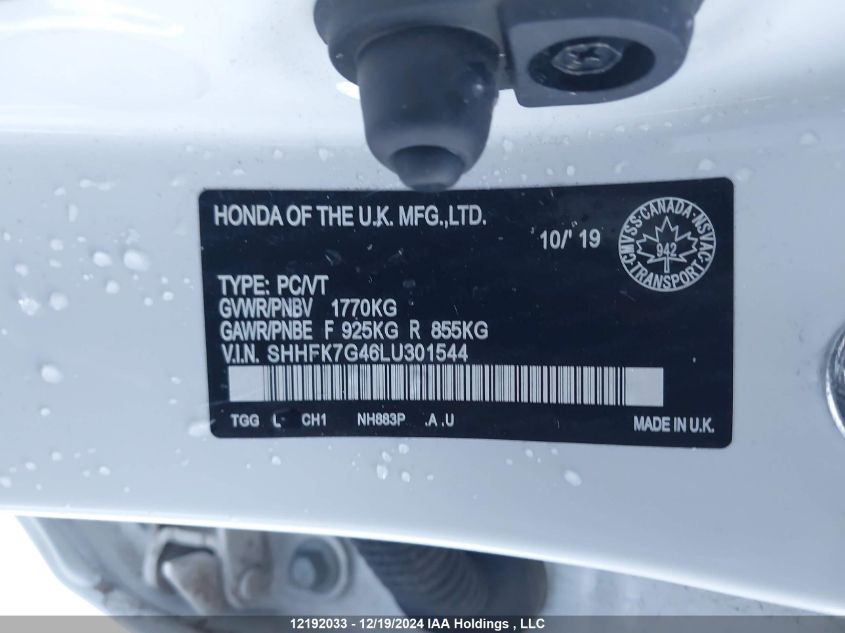 HONDA OF THE U.K. MFG.,LTD.
10/' 19
CMVSS·CANADA·NSVAC
942
TRANSPORT
TYPE: PC/VT
GVWR/PNBV 1770KG
GAWR/PNBE F 925KG R 855KG
V.I.N. SHHFK7G46LU301544
TGG L- CH1 NH883P .A .U
MADE IN U.K.
12192033 - 12/19/2024 IAA Holdings , LLC